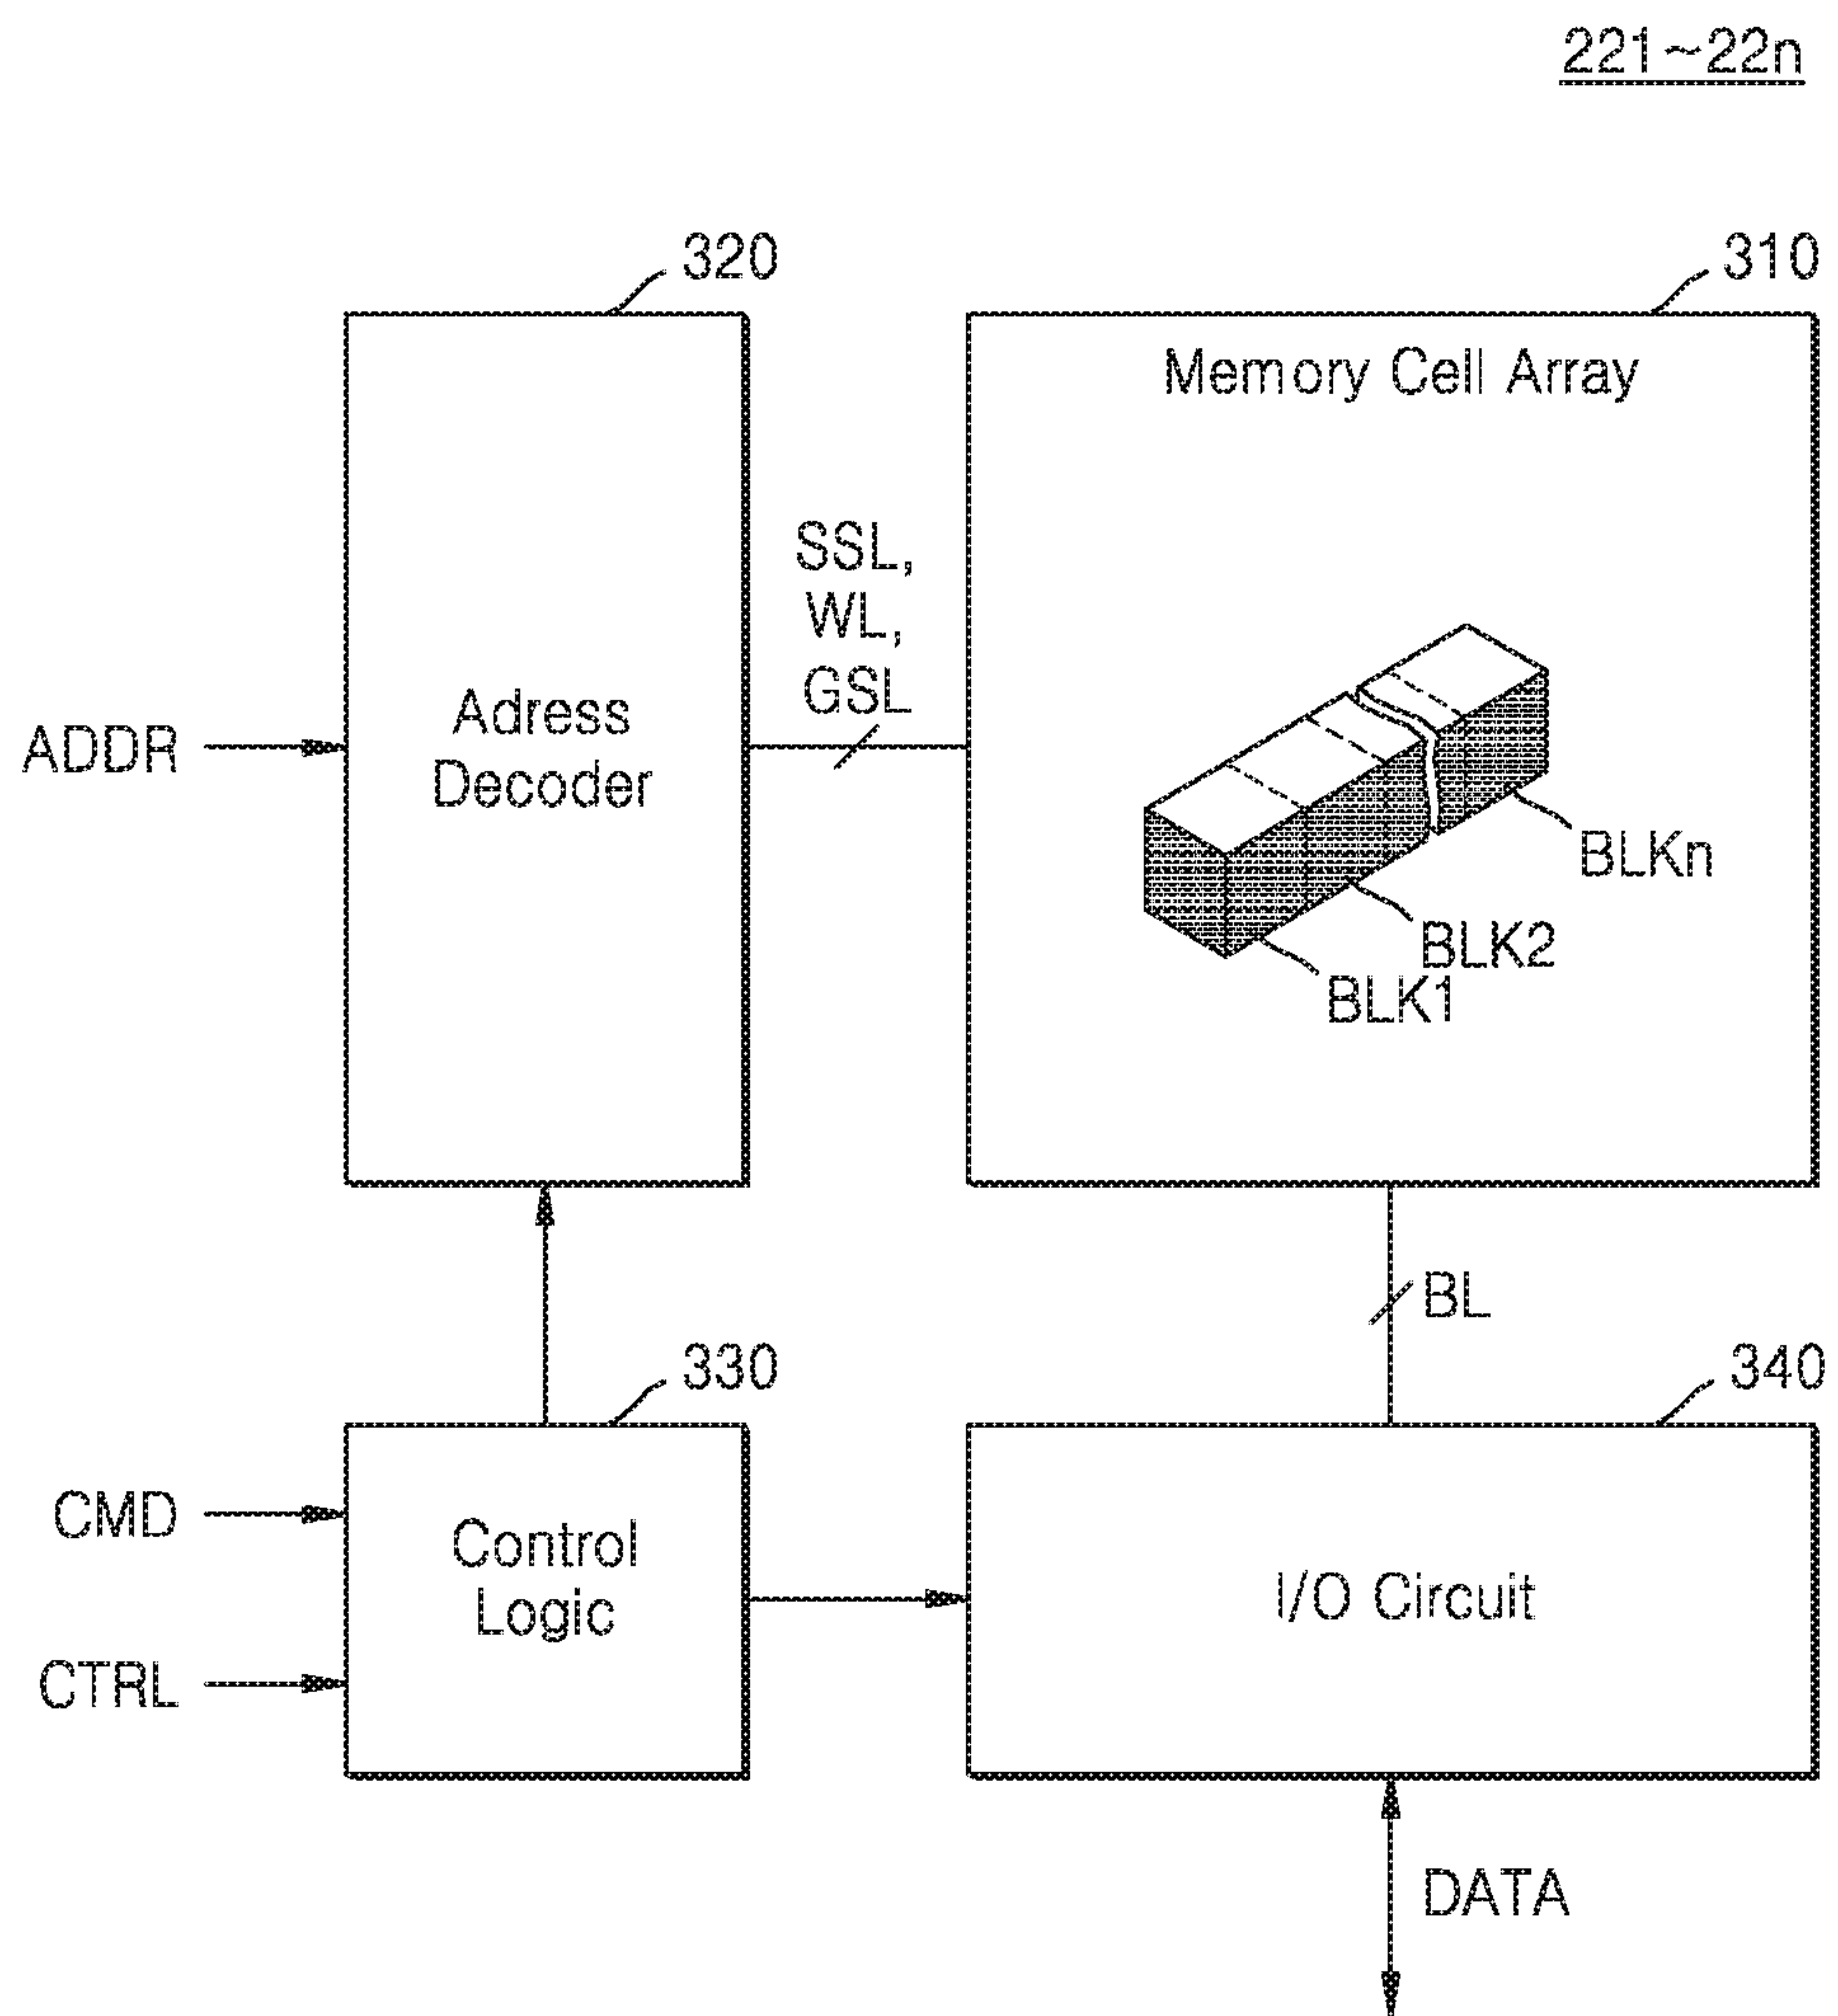 221~22n
320
310
Memory Cell Array
SSL,
WL,
GSL
Adress
Decoder
ADDR
BLKn
BLK2
BLK1
BL
330
340
CMD
Control
Logic
I/O Circuit
CTRL
DATA